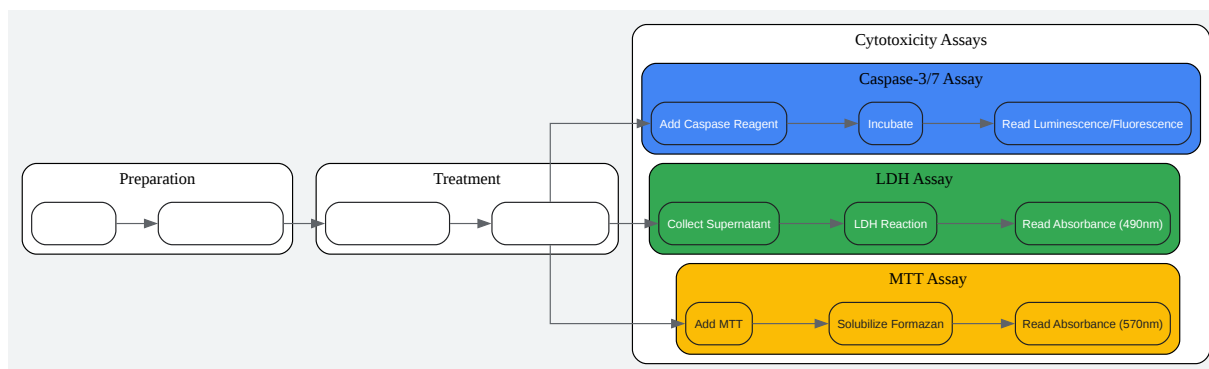 Cytotoxicity Assays
Caspase-3/7 Assay
Add Caspase Reagent
Incubate
Read Luminescence/Fluorescence
Preparation
Treatment
LDH Assay
Collect Supernatant
LDH Reaction
Read Absorbance (490nm)
MTT Assay
Add MTT
Solubilize Formazan
Read Absorbance (570nm)